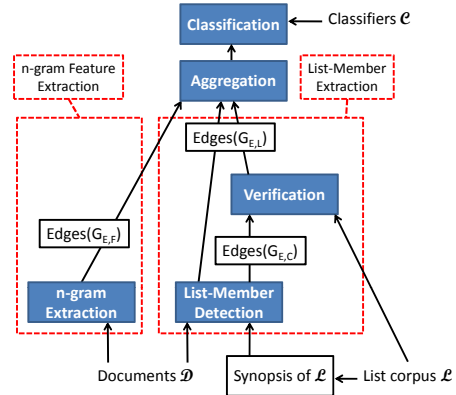 Classification
Classifiers 𝓒
n-gram Feature
Extraction
Aggregation
List-Member
Extraction
Edges(G_{E,L})
Verification
Edges(G_{E,F})
Edges(G_{E,C})
n-gram
Extraction
List-Member
Detection
Documents 𝓓
Synopsis of 𝓛
List corpus 𝓛